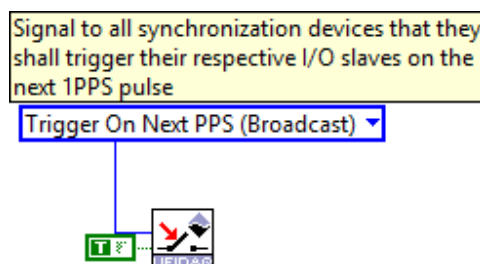 Signal to all synchronization devices that they
shall trigger their respective I/O slaves on the
next 1PPS pulse
Trigger On Next PPS (Broadcast)
T
UEIDAQ